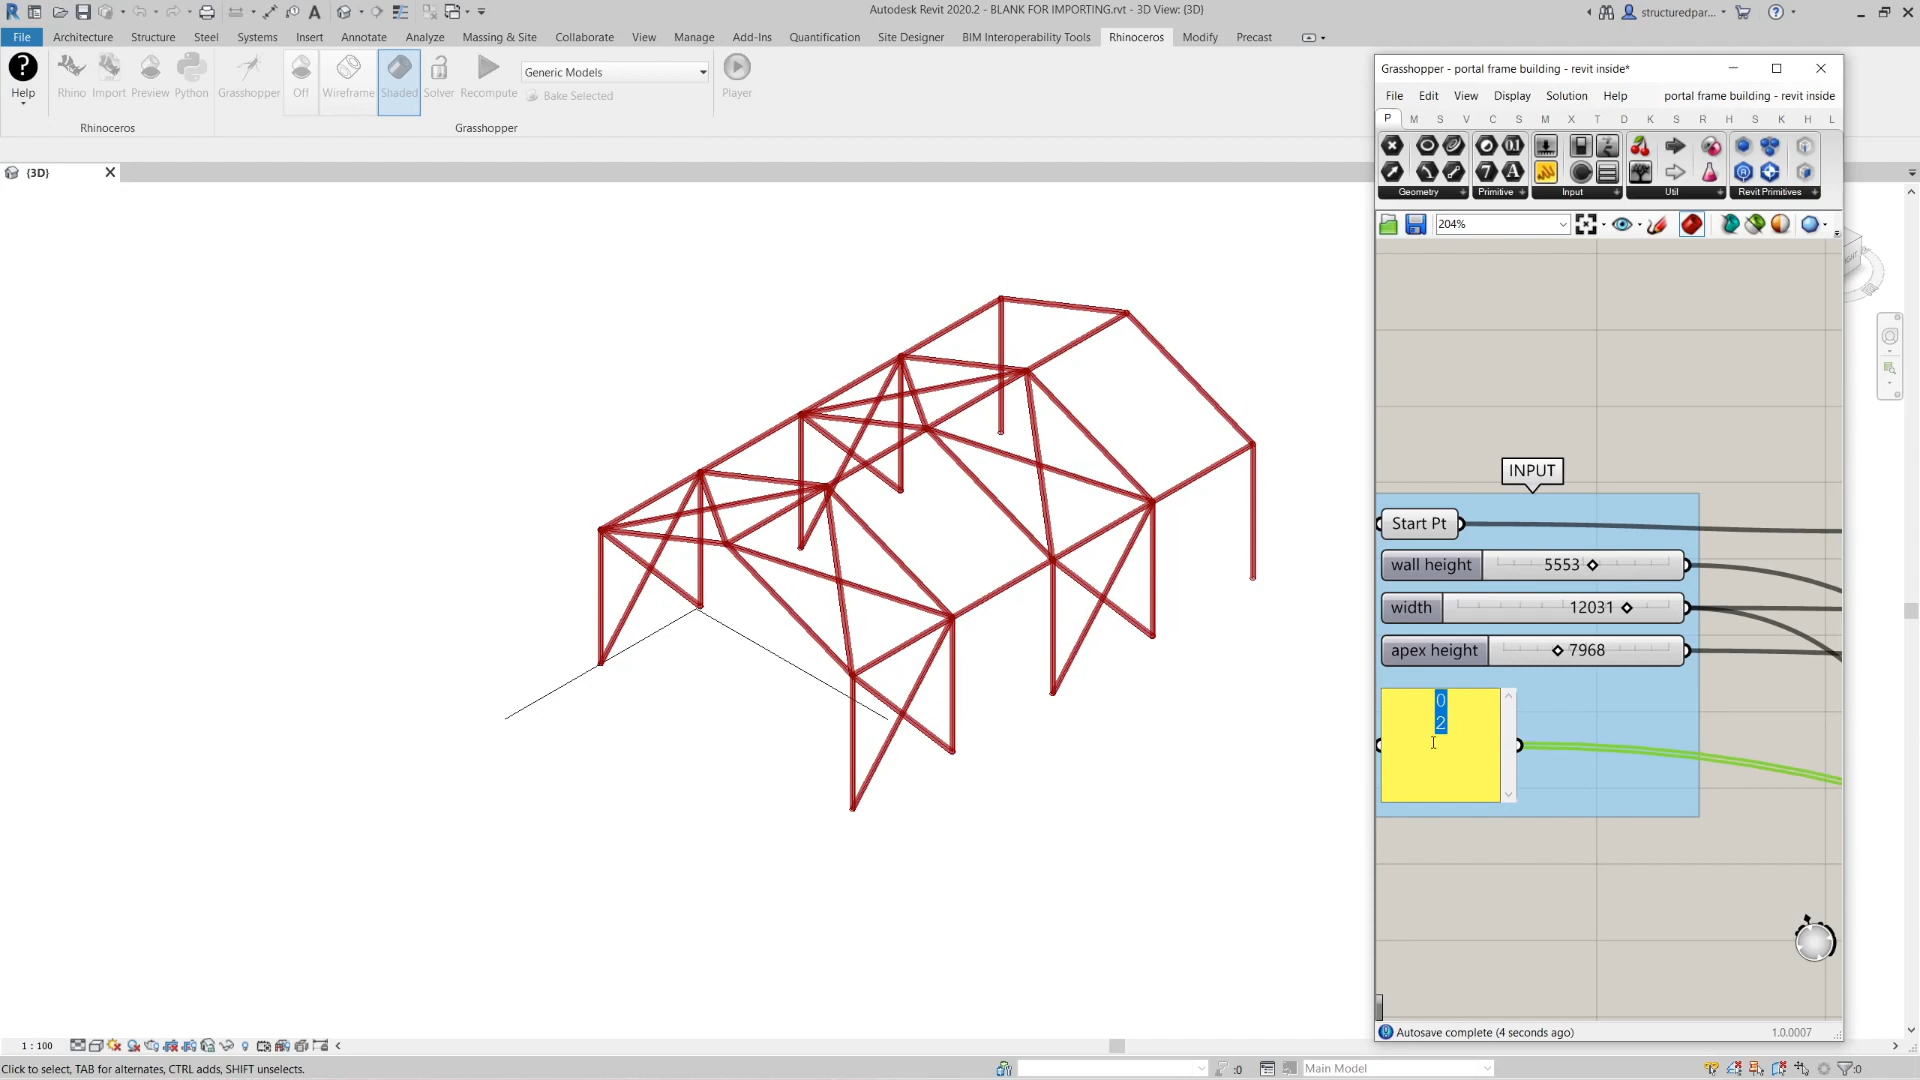 Autodesk Revit 2020.2 - BLANK FOR IMPORTING.rvt - 3D View: {3D}
structuredpar...
File Architecture Structure Steel Systems Insert Annotate Analyze Massing & Site Collaborate View Manage Add-Ins Quantification Site Designer BIM Interoperability Tools Rhinoceros Modify Precast
Help Rhino Import Preview Python Grasshopper Off Wireframe Shaded Solver Recompute
Generic Models
Bake Selected
Player
Rhinoceros
Grasshopper
{3D}
Grasshopper - portal frame building - revit inside*
File Edit View Display Solution Help portal frame building - revit inside
P M S V C S M X T D K S R H S K H L
Geometry Primitive Input Util Revit Primitives
204%
INPUT
Start Pt
wall height 5553
width 12031
apex height 7968
0
2
Autosave complete (4 seconds ago)
1.0.0007
1 : 100
Click to select, TAB for alternates, CTRL adds, SHIFT unselects.
:0
Main Model
:0